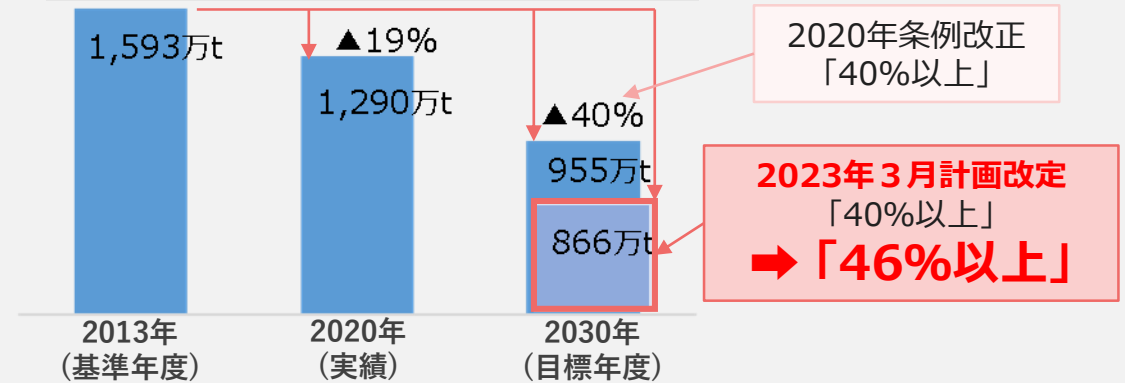 1,593万t
▲19%
1,290万t
▲40%
955万t
866万t
2020年条例改正
「40%以上」
2023年３月計画改定
「40%以上」
➡「46%以上」
2013年
(基準年度)
2020年
(実績)
2030年
(目標年度)